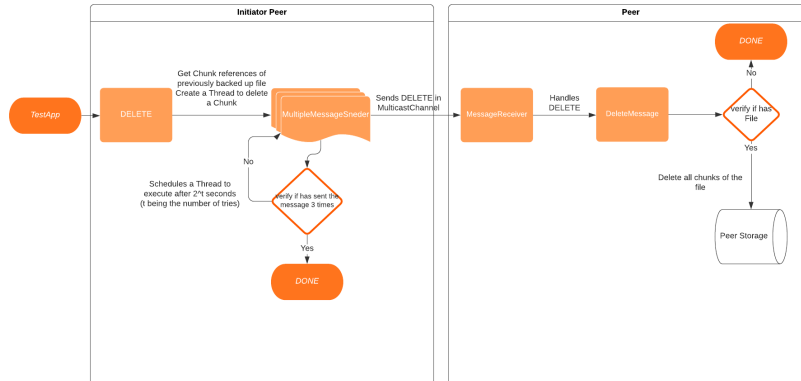 Initiator Peer
Peer
TestApp
DELETE
Get Chunk references of
previously backed up file
Create a Thread to delete
a Chunk
MultipleMessageSneder
Sends DELETE in
MulticastChannel
No
Schedules a Thread to
execute after 2^t seconds
(t being the number of tries)
verify if has sent the
message 3 times
Yes
DONE
MessageReceiver
Handles
DELETE
DeleteMessage
DONE
No
verify if has
File
Yes
Delete all chunks of the
file
Peer Storage